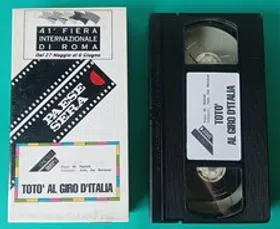 41ª FIERA
INTERNAZIONALE
DI ROMA
Dal 27 Maggio al 6 Giugno
PAESE
SERA
TOTO' AL GIRO D'ITALIA
TOTO'
AL GIRO D'ITALIA